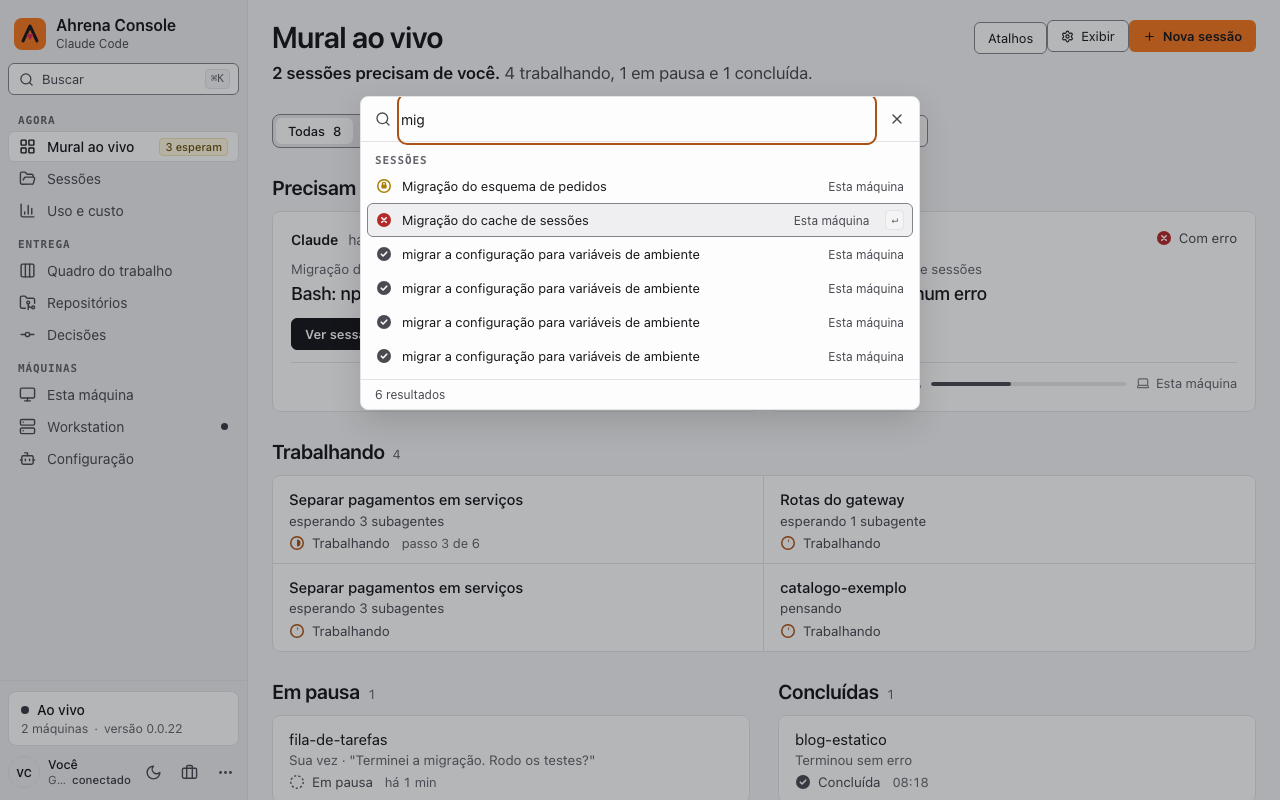 Ahrena Console
Claude Code
Buscar ⌘K
AGORA
Mural ao vivo 3 esperam
Sessões
Uso e custo
ENTREGA
Quadro do trabalho
Repositórios
Decisões
MÁQUINAS
Esta máquina
Workstation
Configuração
Ao vivo
2 máquinas · versão 0.0.22
VC Você
G... conectado
Mural ao vivo
Atalhos Exibir + Nova sessão
2 sessões precisam de você. 4 trabalhando, 1 em pausa e 1 concluída.
Todas 8
mig
SESSÕES
Migração do esquema de pedidos Esta máquina
Migração do cache de sessões Esta máquina ↵
migrar a configuração para variáveis de ambiente Esta máquina
migrar a configuração para variáveis de ambiente Esta máquina
migrar a configuração para variáveis de ambiente Esta máquina
migrar a configuração para variáveis de ambiente Esta máquina
6 resultados
Precisam
Claude Com erro
Migração d e sessões
Bash: np num erro
Ver sess
Esta máquina
Trabalhando 4
Separar pagamentos em serviços
esperando 3 subagentes
Trabalhando passo 3 de 6
Rotas do gateway
esperando 1 subagente
Trabalhando
Separar pagamentos em serviços
esperando 3 subagentes
Trabalhando
catalogo-exemplo
pensando
Trabalhando
Em pausa 1
fila-de-tarefas
Sua vez · "Terminei a migração. Rodo os testes?"
Em pausa há 1 min
Concluídas 1
blog-estatico
Terminou sem erro
Concluída 08:18